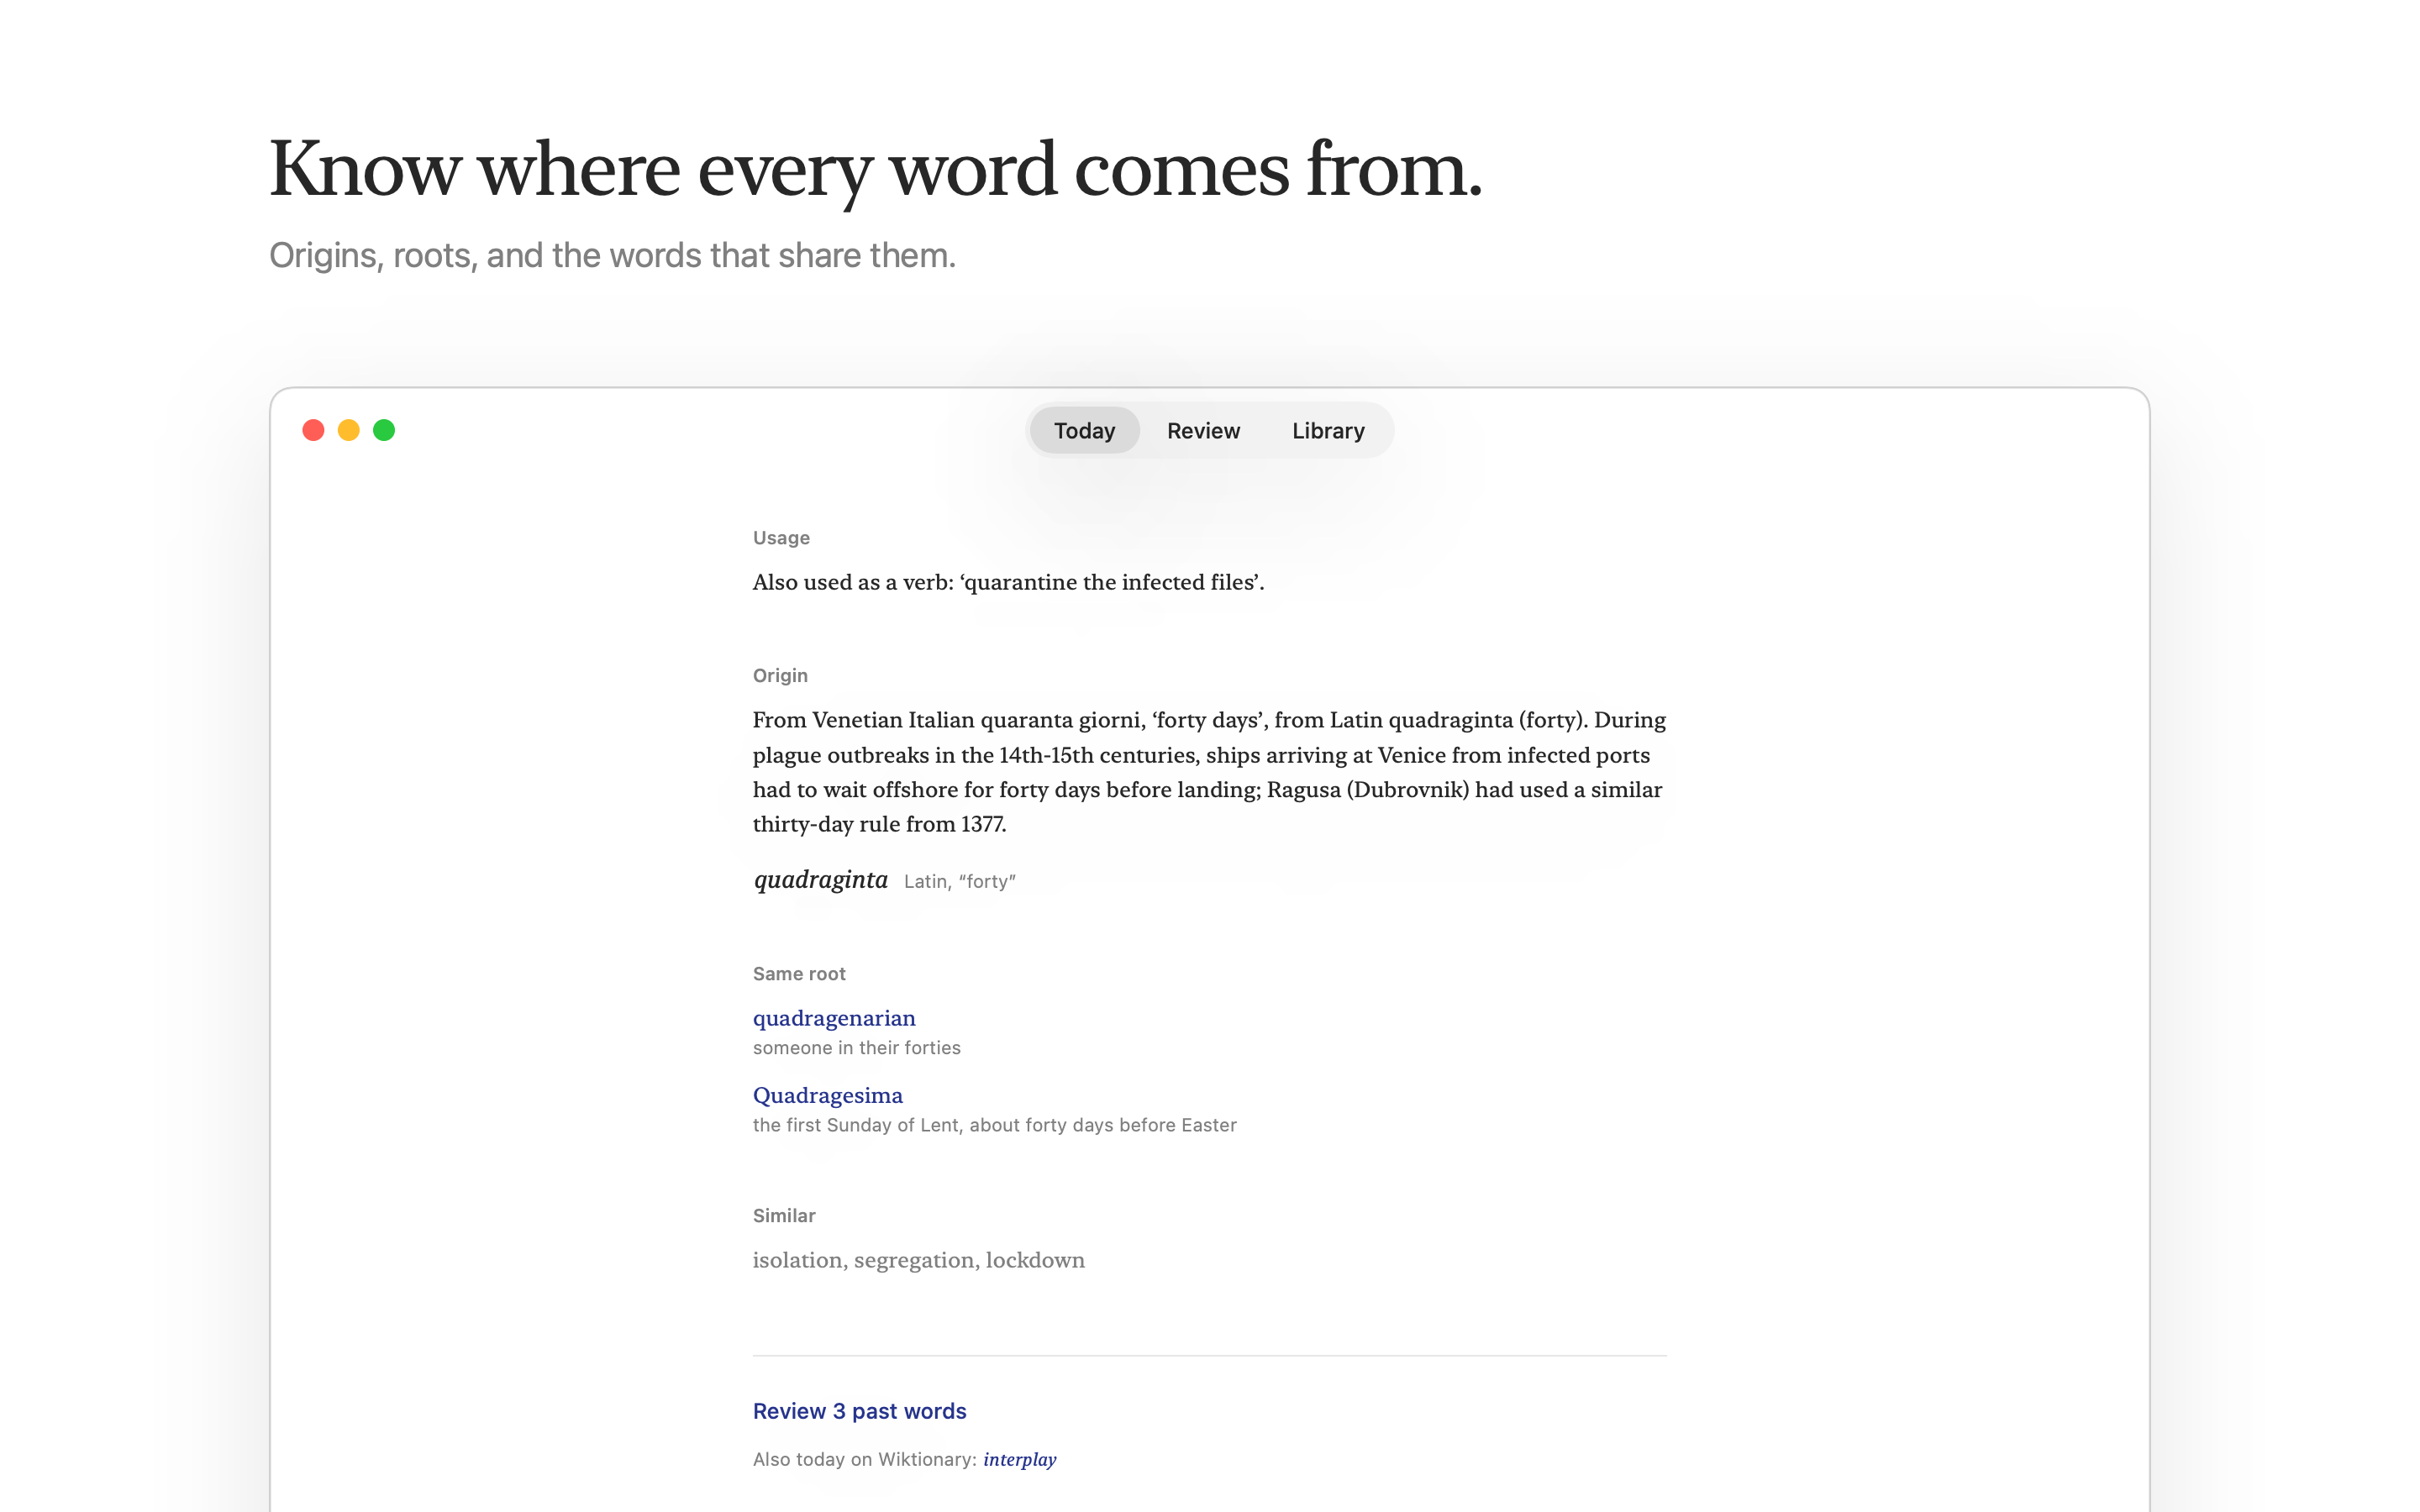 Know where every word comes from.
Origins, roots, and the words that share them.
Today Review Library
Usage
Also used as a verb: ‘quarantine the infected files’.
Origin
From Venetian Italian quaranta giorni, ‘forty days’, from Latin quadraginta (forty). During
plague outbreaks in the 14th-15th centuries, ships arriving at Venice from infected ports
had to wait offshore for forty days before landing; Ragusa (Dubrovnik) had used a similar
thirty-day rule from 1377.
quadraginta Latin, “forty”
Same root
quadragenarian
someone in their forties
Quadragesima
the first Sunday of Lent, about forty days before Easter
Similar
isolation, segregation, lockdown
Review 3 past words
Also today on Wiktionary: interplay